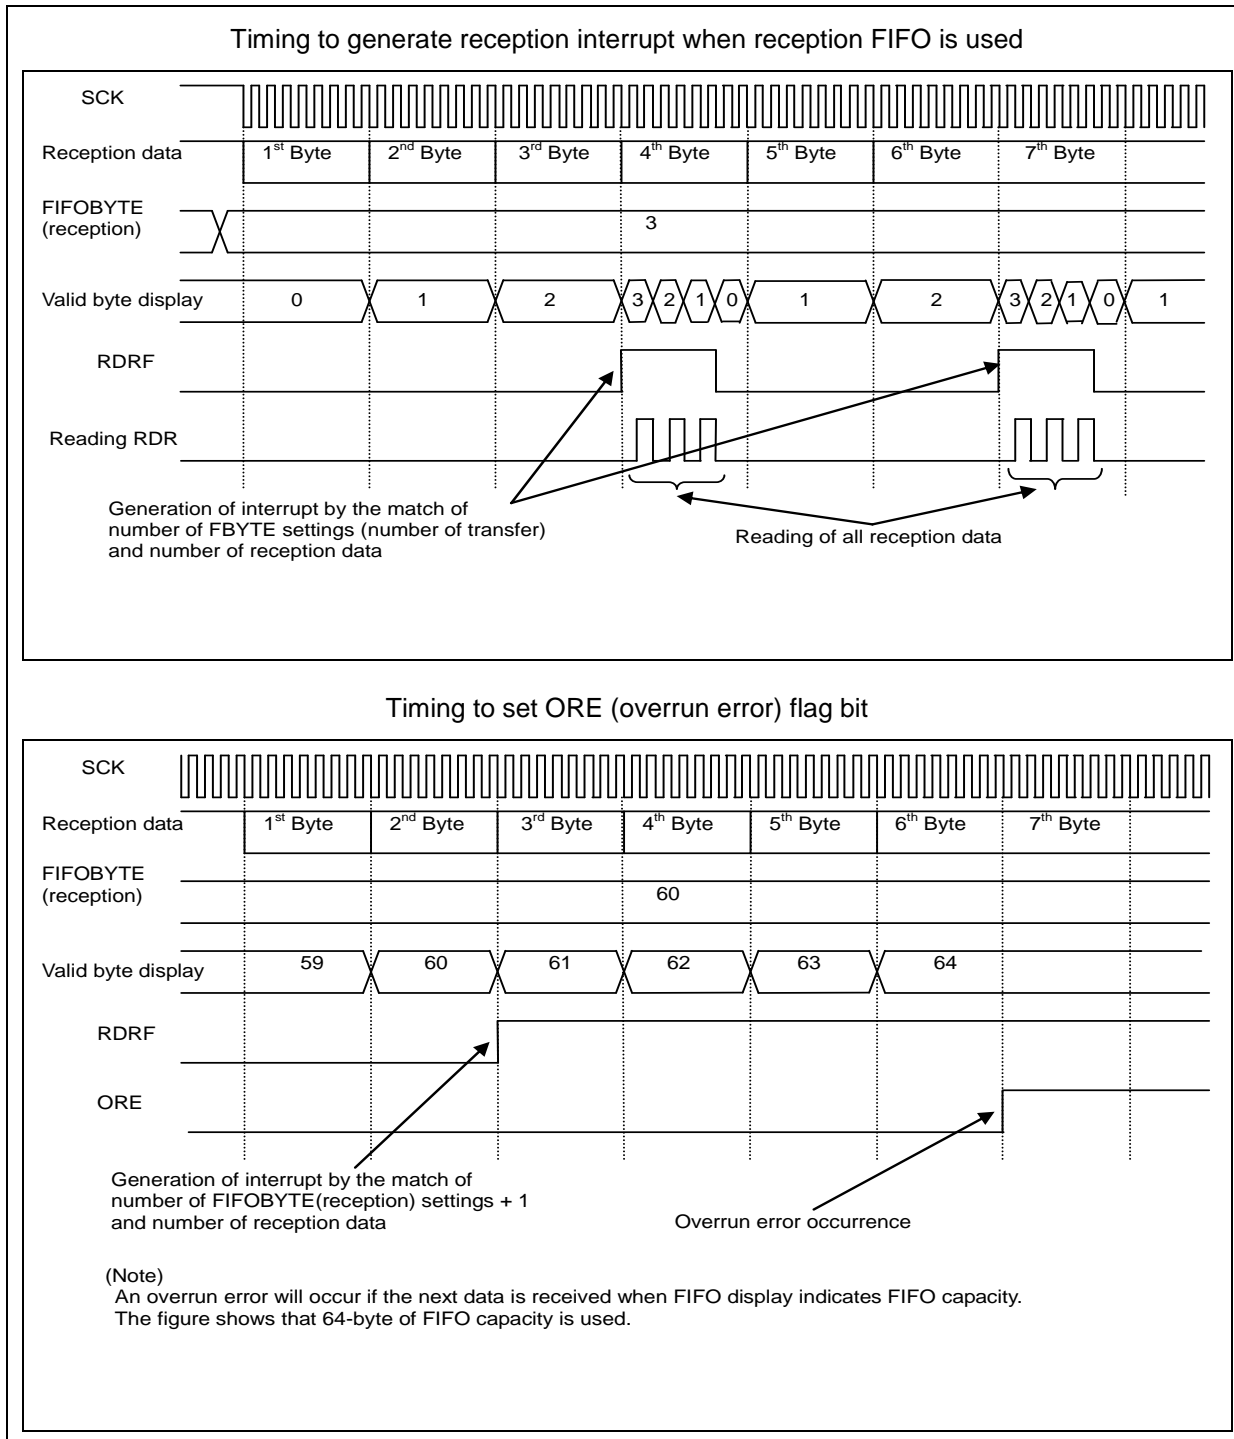 Timing to generate reception interrupt when reception FIFO is used
SCK
Reception data 1st Byte 2nd Byte 3rd Byte 4th Byte 5th Byte 6th Byte 7th Byte
FIFOBYTE
(reception) 3
Valid byte display 0 1 2 3 2 1 0 1 2 3 2 1 0 1
RDRF
Reading RDR
Generation of interrupt by the match of
number of FBYTE settings (number of transfer)
and number of reception data
Reading of all reception data
Timing to set ORE (overrun error) flag bit
SCK
Reception data 1st Byte 2nd Byte 3rd Byte 4th Byte 5th Byte 6th Byte 7th Byte
FIFOBYTE
(reception) 60
Valid byte display 59 60 61 62 63 64
RDRF
ORE
Generation of interrupt by the match of
number of FIFOBYTE(reception) settings + 1
and number of reception data
Overrun error occurrence
(Note)
An overrun error will occur if the next data is received when FIFO display indicates FIFO capacity.
The figure shows that 64-byte of FIFO capacity is used.